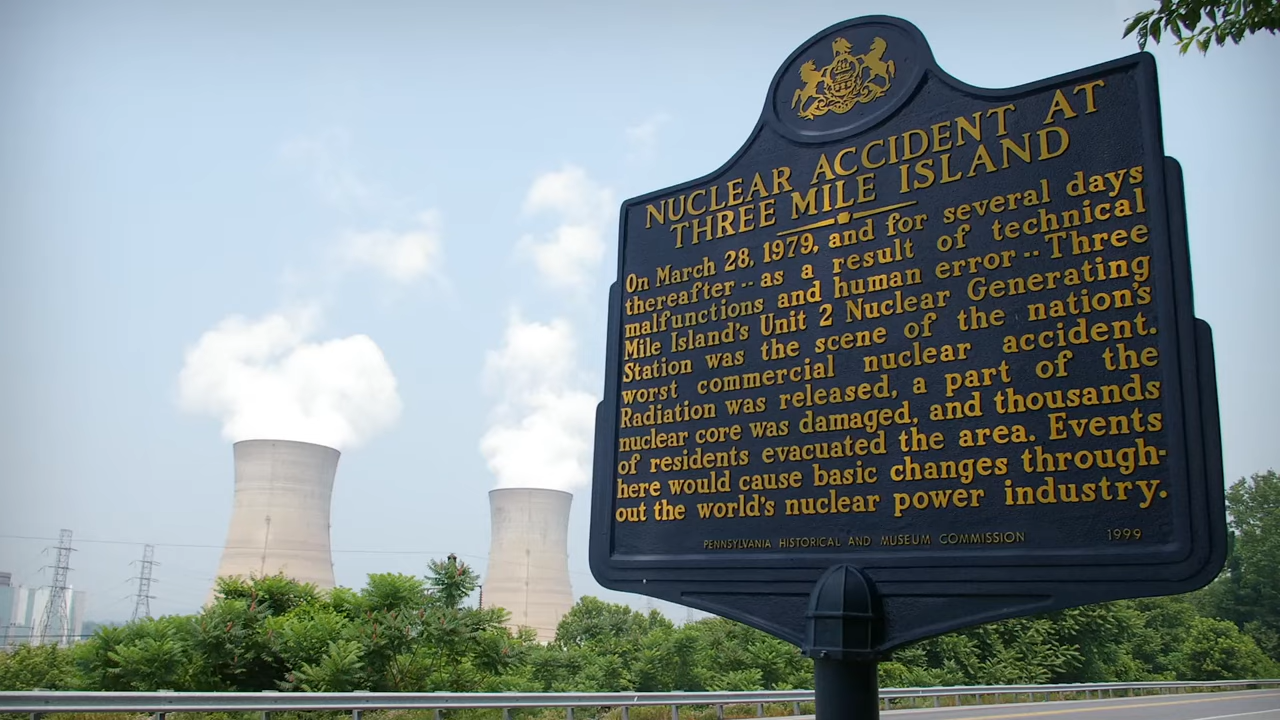 NUCLEAR ACCIDENT AT
THREE MILE ISLAND
On March 28, 1979, and for several days
thereafter -- as a result of technical
malfunctions and human error -- Three
Mile Island's Unit 2 Nuclear Generating
Station was the scene of the nation's
worst commercial nuclear accident.
Radiation was released, a part of the
nuclear core was damaged, and thousands
of residents evacuated the area. Events
here would cause basic changes through-
out the world's nuclear power industry.
PENNSYLVANIA HISTORICAL AND MUSEUM COMMISSION 1999